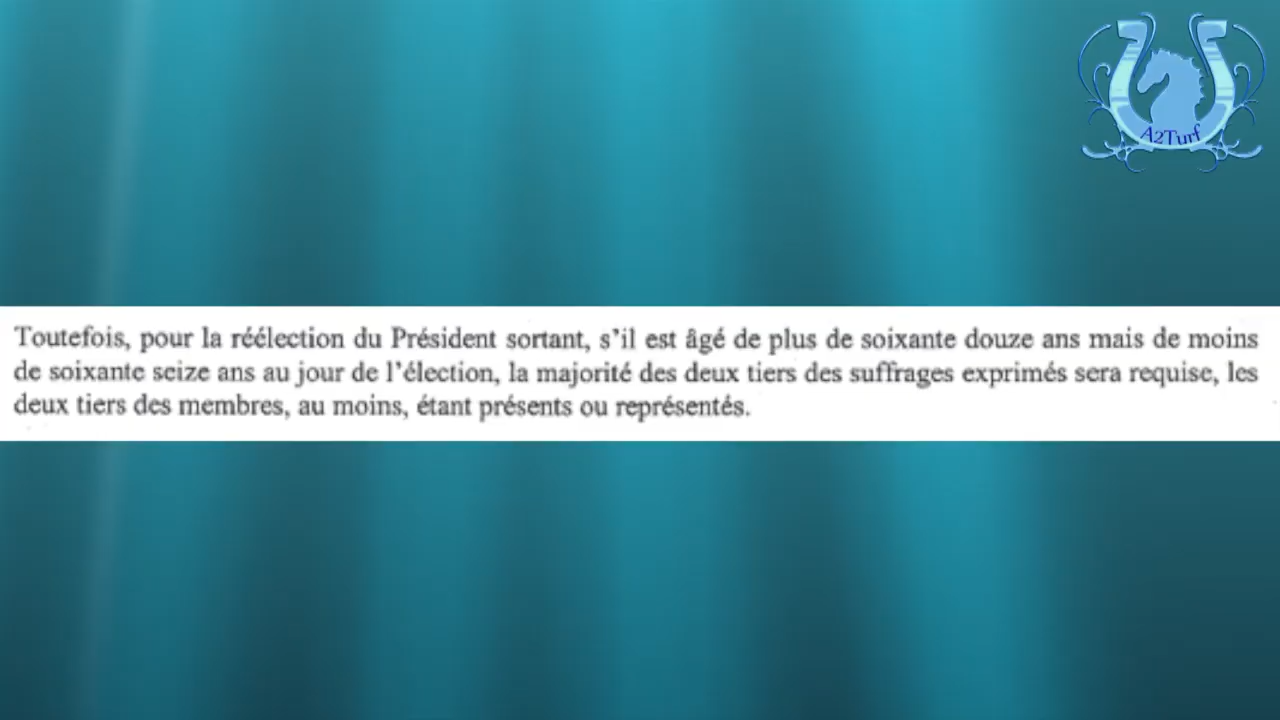 A2Turf
Toutefois, pour la réélection du Président sortant, s'il est âgé de plus de soixante douze ans mais de moins
de soixante seize ans au jour de l'élection, la majorité des deux tiers des suffrages exprimés sera requise, les
deux tiers des membres, au moins, étant présents ou représentés.